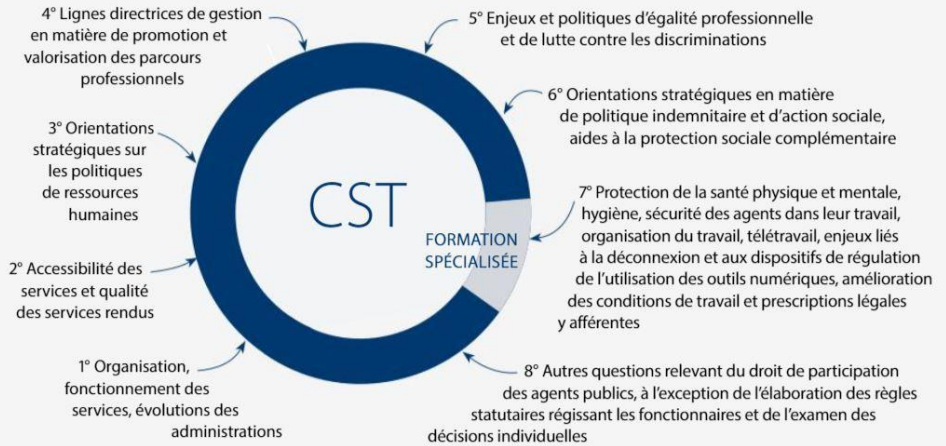 4° Lignes directrices de gestion
en matière de promotion et
valorisation des parcours
professionnels
5° Enjeux et politiques d’égalité professionnelle
et de lutte contre les discriminations
3° Orientations
stratégiques sur
les politiques
de ressources
humaines
6° Orientations stratégiques en matière
de politique indemnitaire et d’action sociale,
aides à la protection sociale complémentaire
CST
FORMATION
SPÉCIALISÉE
7° Protection de la santé physique et mentale,
hygiène, sécurité des agents dans leur travail,
organisation du travail, télétravail, enjeux liés
à la déconnexion et aux dispositifs de régulation
de l’utilisation des outils numériques, amélioration
des conditions de travail et prescriptions légales
y afférentes
2° Accessibilité des
services et qualité
des services rendus
1° Organisation,
fonctionnement des
services, évolutions des
administrations
8° Autres questions relevant du droit de participation
des agents publics, à l’exception de l’élaboration des règles
statutaires régissant les fonctionnaires et de l’examen des
décisions individuelles